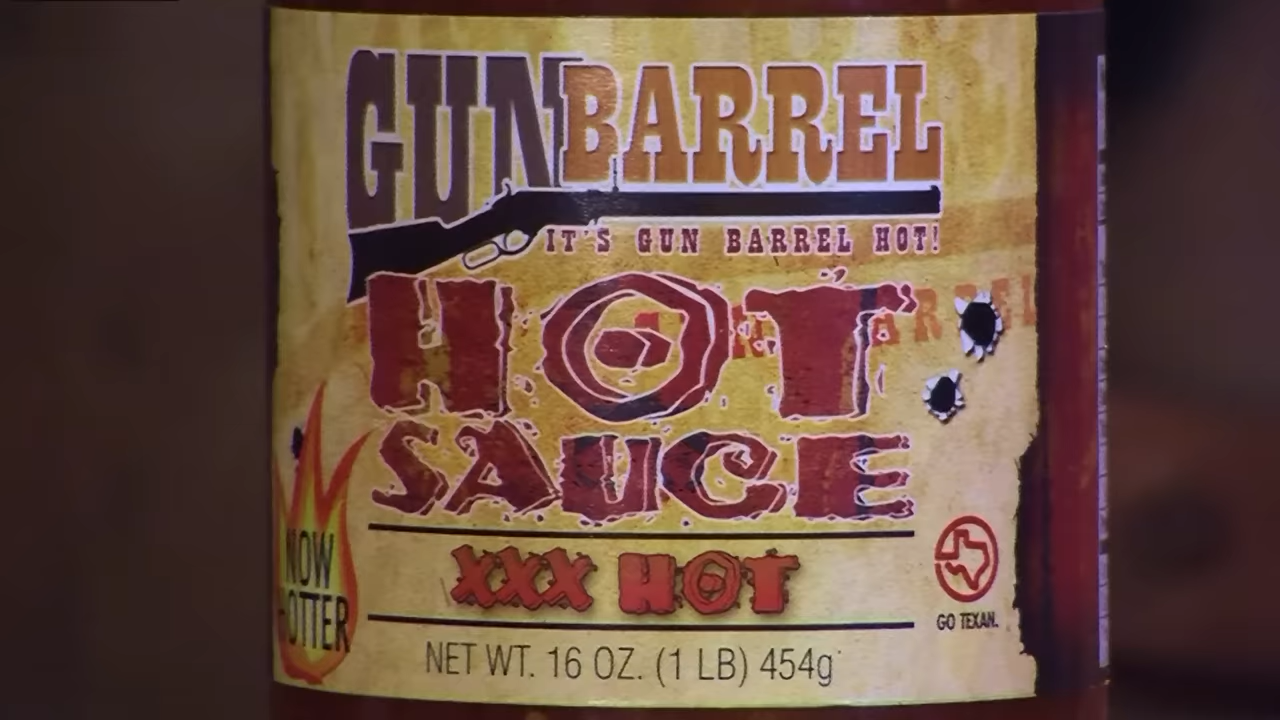 GUNBARREL
IT'S GUN BARREL HOT!
HOT
SAUCE
XXX HOT
NOW
HOTTER
GO TEXAN.
NET WT. 16 OZ. (1 LB) 454g